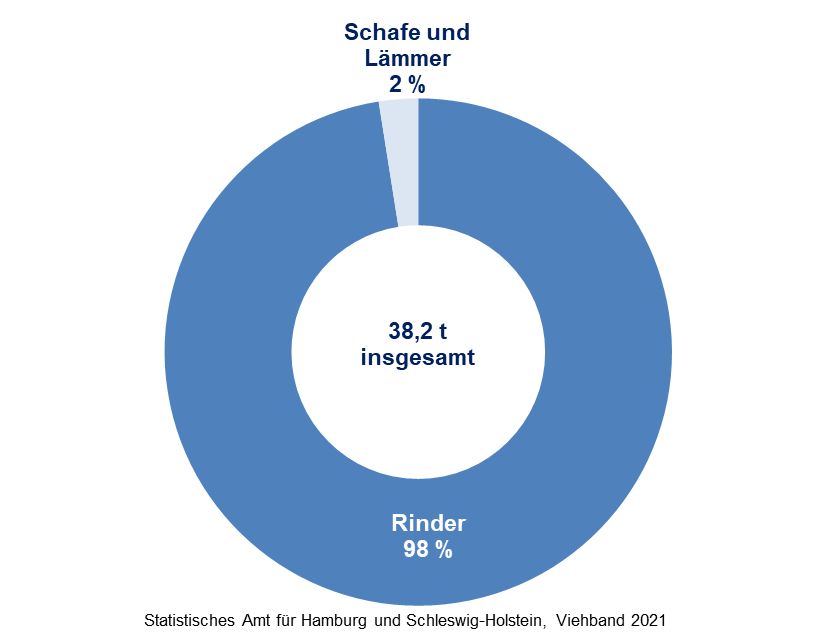 Schafe und
Lämmer
2 %
38,2 t
insgesamt
Rinder
98 %
Statistisches Amt für Hamburg und Schleswig-Holstein, Viehband 2021